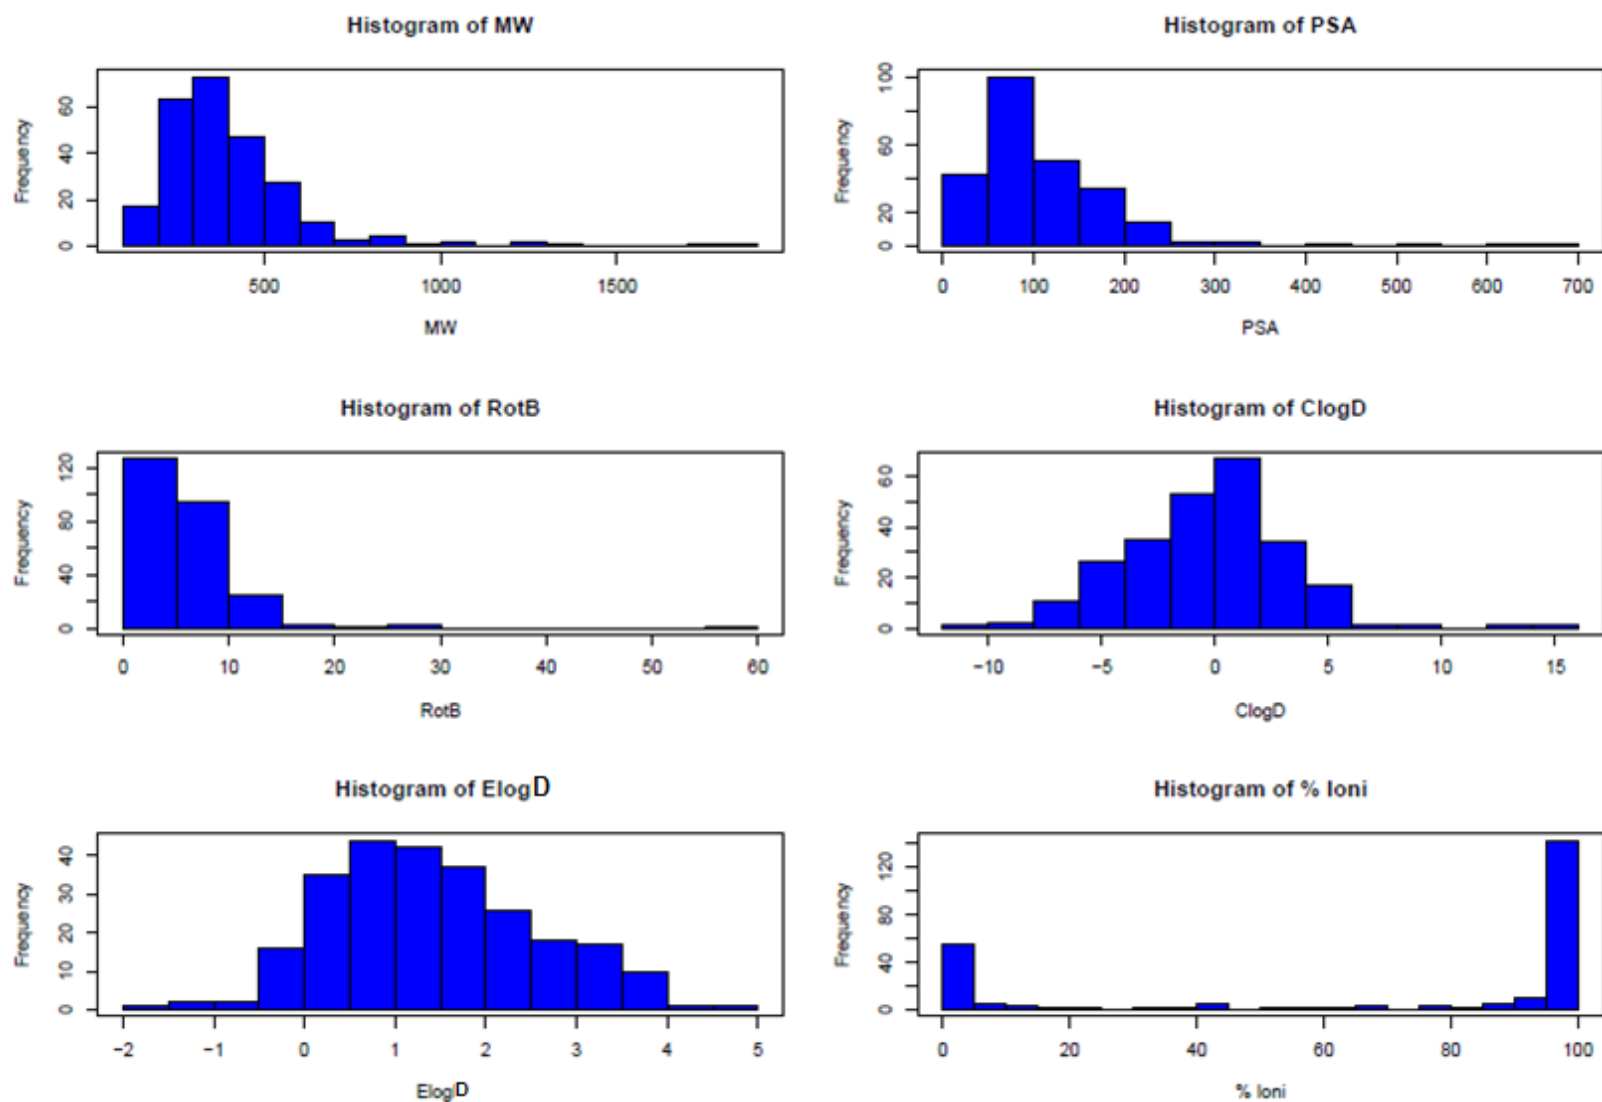 Histogram of MW
Frequency
0 20 40 60
500 1000 1500
MW
Histogram of PSA
Frequency
0 20 60 100
0 100 200 300 400 500 600 700
PSA
Histogram of RotB
Frequency
0 40 80 120
0 10 20 30 40 50 60
RotB
Histogram of ClogD
Frequency
0 20 40 60
−10 −5 0 5 10 15
ClogD
Histogram of ElogD
Frequency
0 10 20 30 40
−2 −1 0 1 2 3 4 5
ElogD
Histogram of % Ioni
Frequency
0 40 80 120
0 20 40 60 80 100
% Ioni